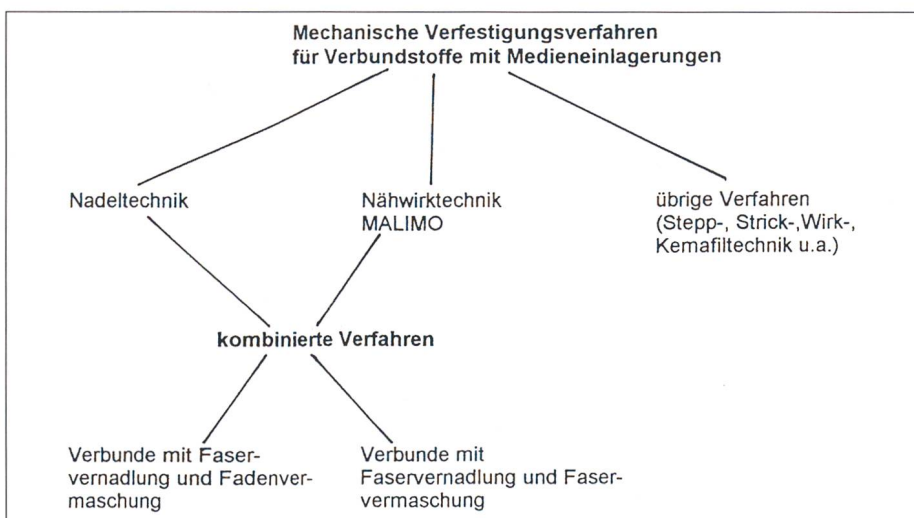 Mechanische Verfestigungsverfahren
für Verbundstoffe mit Medieneinlagerungen
Nadeltechnik
Nähwirktechnik
MALIMO
übrige Verfahren
(Stepp-, Strick-,Wirk-,
Kemafiltechnik u.a.)
kombinierte Verfahren
Verbunde mit Faser-
vernadlung und Fadenver-
maschung
Verbunde mit
Faservernadlung und Faser-
vermaschung